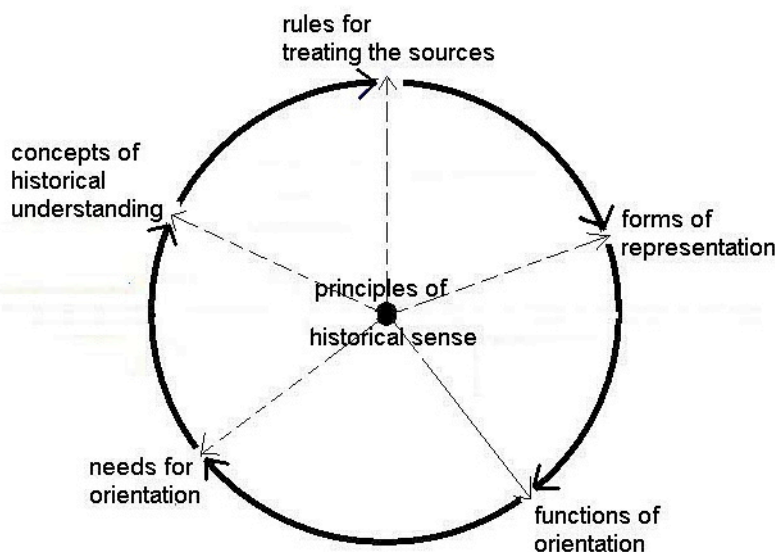 rules for
treating the sources
concepts of
historical
understanding
forms of
representation
principles of
historical sense
needs for
orientation
functions of
orientation